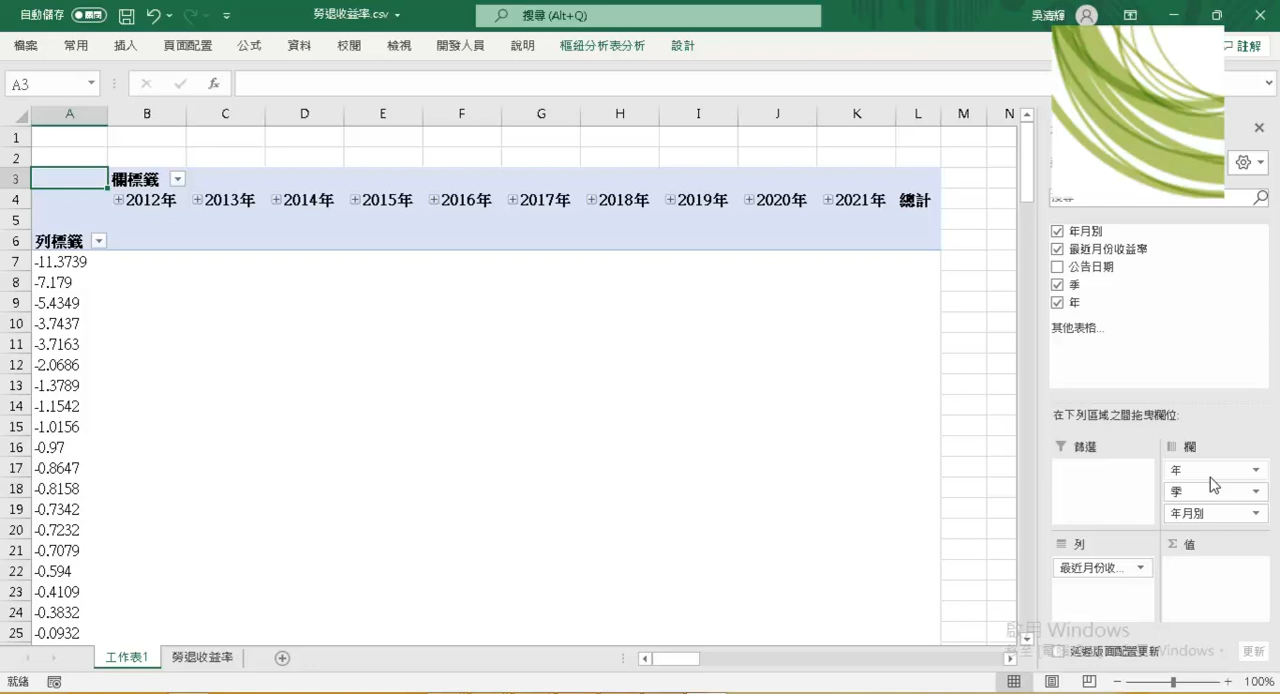 自動儲存 關閉 勞退收益率.csv 搜尋 (Alt+Q) 吳清輝
檔案 常用 插入 頁面配置 公式 資料 校閱 檢視 開發人員 說明 樞紐分析表分析 設計 註解
A3 fx
A B C D E F G H I J K L M N
1
2
3 欄標籤
4 2012年 2013年 2014年 2015年 2016年 2017年 2018年 2019年 2020年 2021年 總計
5
6 列標籤
7 -11.3739
8 -7.179
9 -5.4349
10 -3.7437
11 -3.7163
12 -2.0686
13 -1.3789
14 -1.1542
15 -1.0156
16 -0.97
17 -0.8647
18 -0.8158
19 -0.7342
20 -0.7232
21 -0.7079
22 -0.594
23 -0.4109
24 -0.3832
25 -0.0932
年月別
最近月份收益率
公告日期
季
年
其他表格...
在下列區域之間拖曳欄位:
篩選 欄
年
季
年月別
列 Σ 值
最近月份收...
啟用 Windows
延遲版面配置更新 Windows。 更新
工作表1 勞退收益率
就緒 100%